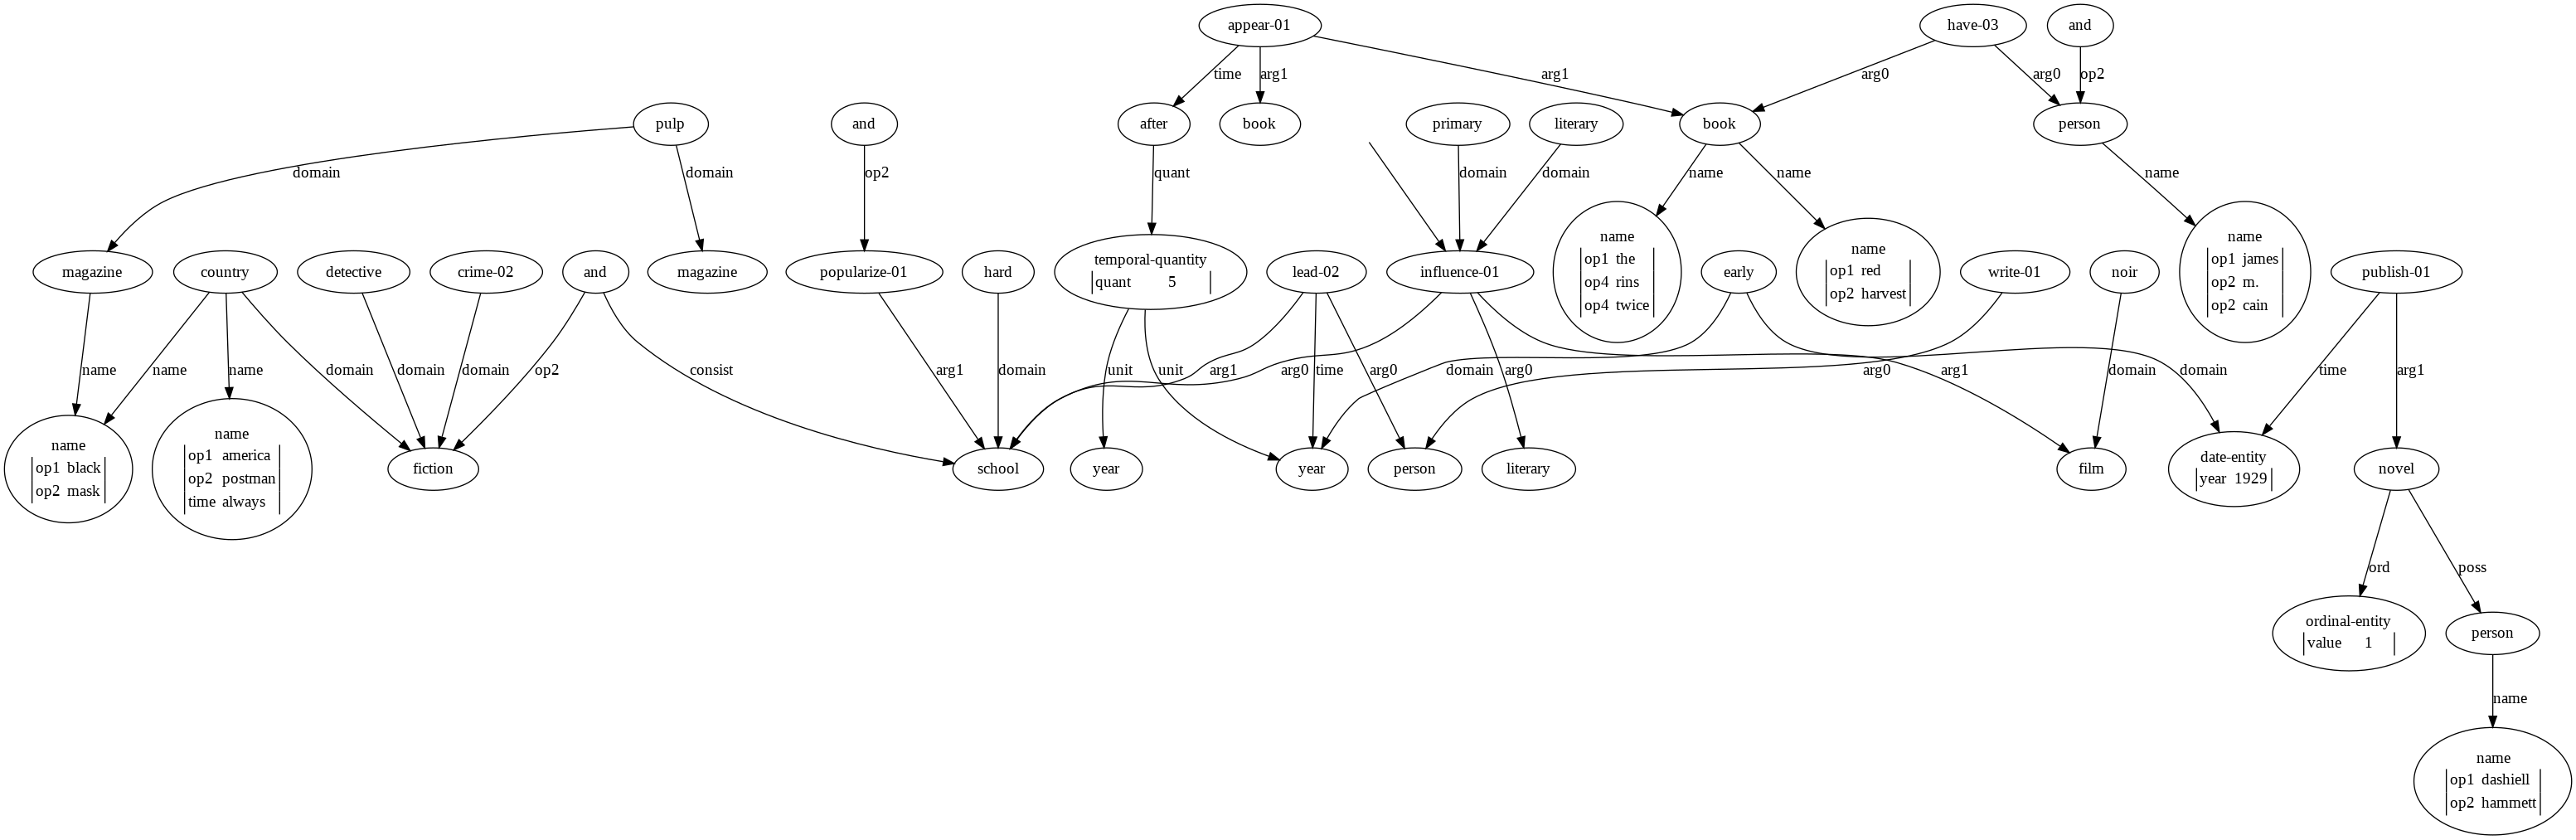 appear-01
have-03
and
time
arg1
arg1
arg0
arg0
op2
pulp
and
after
book
primary
literary
book
person
domain
domain
op2
quant
domain
domain
name
name
name
magazine
country
detective
crime-02
and
magazine
popularize-01
hard
temporal-quantity
quant 5
lead-02
influence-01
name
op1 the
op4 rins
op4 twice
early
name
op1 red
op2 harvest
write-01
noir
name
op1 james
op2 m.
op2 cain
publish-01
name
name
name
domain
domain
domain
op2
consist
arg1
domain
unit
unit
arg1
arg0
time
arg0
domain
arg0
arg0
arg1
domain
domain
time
arg1
name
op1 black
op2 mask
name
op1 america
op2 postman
time always
fiction
school
year
year
person
literary
film
date-entity
year 1929
novel
ord
poss
ordinal-entity
value 1
person
name
name
op1 dashiell
op2 hammett